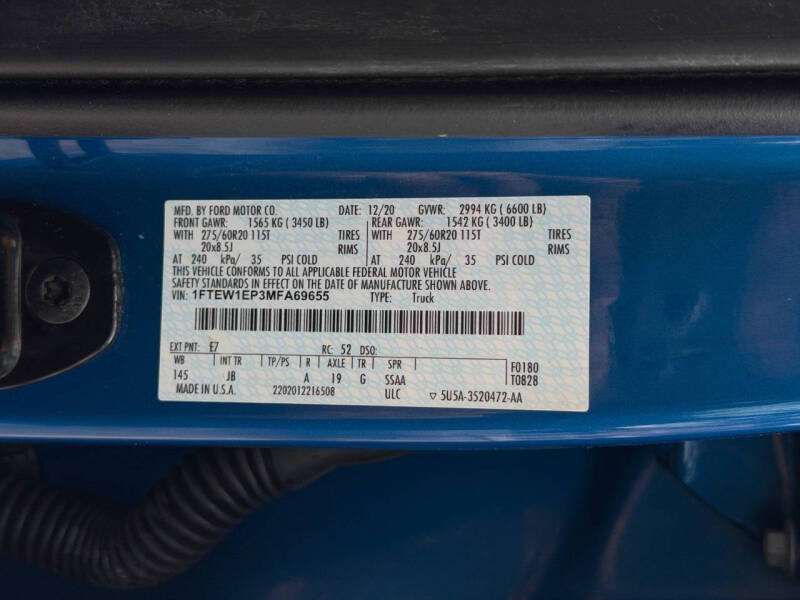 MFD. BY FORD MOTOR CO. DATE: 12/20 GVWR: 2994 KG ( 6600 LB)
FRONT GAWR: 1565 KG ( 3450 LB) REAR GAWR: 1542 KG ( 3400 LB)
WITH 275/60R20 115T TIRES WITH 275/60R20 115T TIRES
20x8.5J RIMS 20x8.5J RIMS
AT 240 kPa/ 35 PSI COLD AT 240 kPa/ 35 PSI COLD
THIS VEHICLE CONFORMS TO ALL APPLICABLE FEDERAL MOTOR VEHICLE
SAFETY STANDARDS IN EFFECT ON THE DATE OF MANUFACTURE SHOWN ABOVE.
VIN: 1FTEW1EP3MFA69655 TYPE: Truck
EXT PNT: E7 RC: 52 DSO:
WB INT TR TP/PS R AXLE TR SPR F0180
145 JB A 19 G SSAA T0828
MADE IN U.S.A. 2202012216508 ULC ▽ 5U5A-3520472-AA